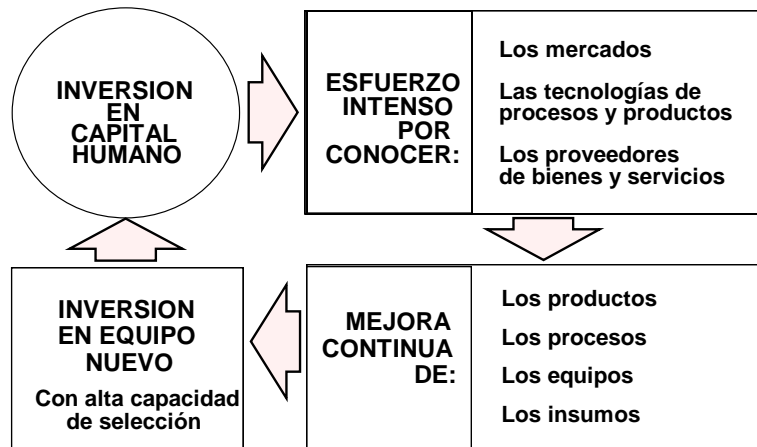 INVERSION
EN
CAPITAL
HUMANO
ESFUERZO
INTENSO
POR
CONOCER:
Los mercados
Las tecnologías de
procesos y productos
Los proveedores
de bienes y servicios
INVERSION
EN EQUIPO
NUEVO
Con alta capacidad
de selección
MEJORA
CONTINUA
DE:
Los productos
Los procesos
Los equipos
Los insumos